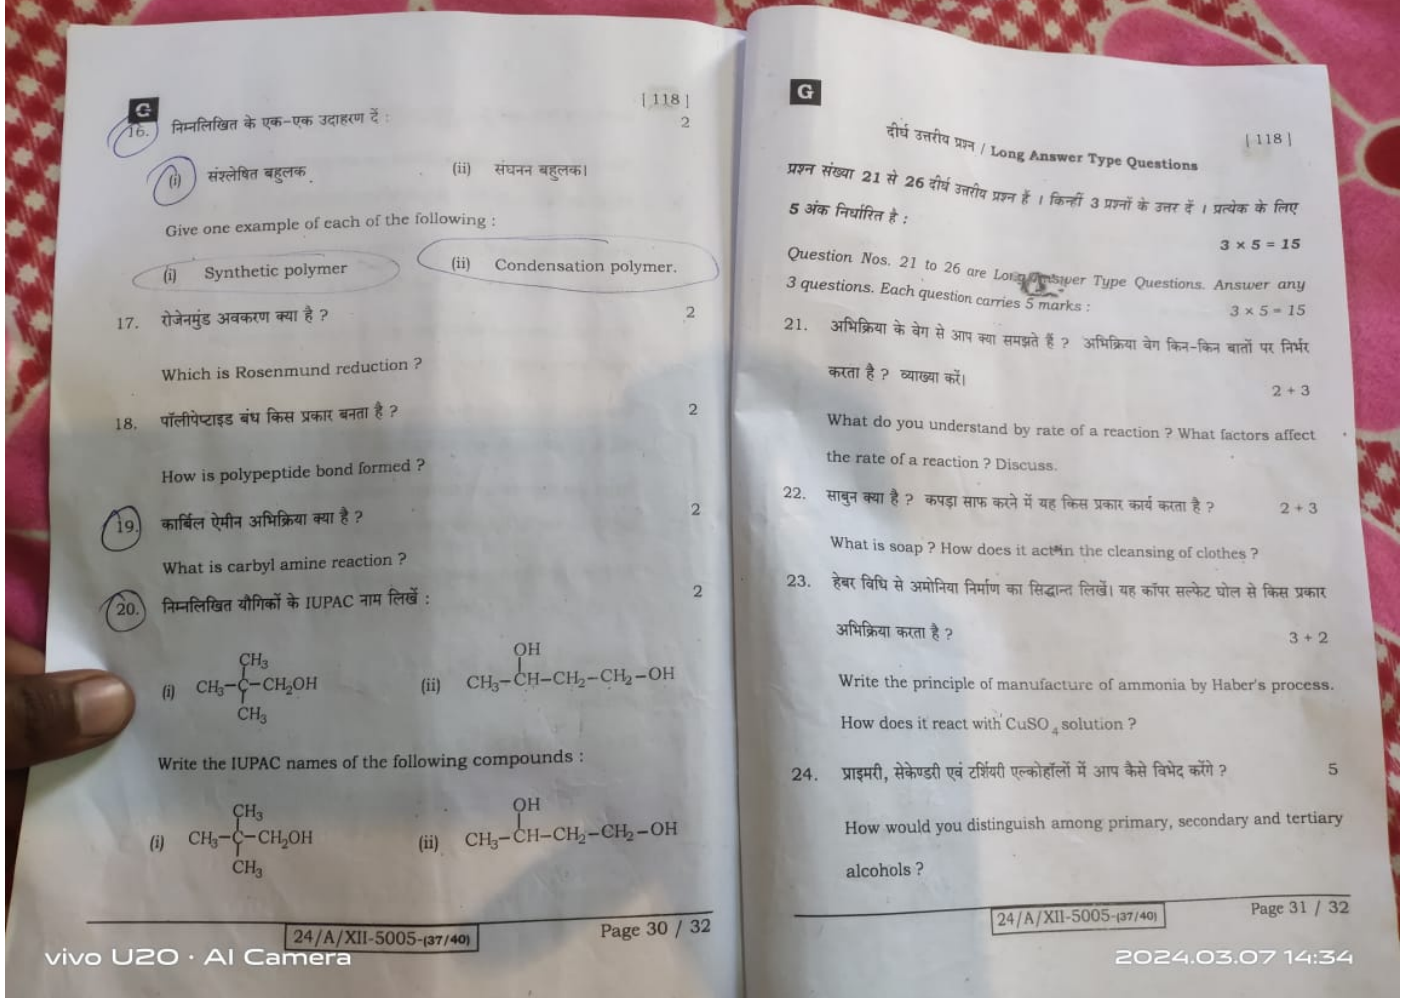 G
[ 118 ]
16. निम्नलिखित के एक-एक उदाहरण दें : 2
(i) संश्लेषित बहुलक (ii) संघनन बहुलक।
Give one example of each of the following :
(i) Synthetic polymer (ii) Condensation polymer.
17. रोजेनमुंड अवकरण क्या है ? 2
Which is Rosenmund reduction ?
18. पॉलीपेप्टाइड बंध किस प्रकार बनता है ? 2
How is polypeptide bond formed ?
19. कार्बिल ऐमीन अभिक्रिया क्या है ? 2
What is carbyl amine reaction ?
20. निम्नलिखित यौगिकों के IUPAC नाम लिखें : 2
CH₃ OH
(i) CH₃–C–CH₂OH (ii) CH₃–CH–CH₂–CH₂–OH
CH₃
Write the IUPAC names of the following compounds :
CH₃ OH
(i) CH₃–C–CH₂OH (ii) CH₃–CH–CH₂–CH₂–OH
CH₃
24/A/XII-5005-(37/40) Page 30 / 32
G
[ 118 ]
दीर्घ उत्तरीय प्रश्न / Long Answer Type Questions
प्रश्न संख्या 21 से 26 दीर्घ उत्तरीय प्रश्न हैं । किन्हीं 3 प्रश्नों के उत्तर दें । प्रत्येक के लिए
5 अंक निर्धारित है : 3 × 5 = 15
Question Nos. 21 to 26 are Long Answer Type Questions. Answer any
3 questions. Each question carries 5 marks : 3 × 5 = 15
21. अभिक्रिया के वेग से आप क्या समझते हैं ? अभिक्रिया वेग किन-किन बातों पर निर्भर
करता है ? व्याख्या करें। 2 + 3
What do you understand by rate of a reaction ? What factors affect
the rate of a reaction ? Discuss.
22. साबुन क्या है ? कपड़ा साफ करने में यह किस प्रकार कार्य करता है ? 2 + 3
What is soap ? How does it act in the cleansing of clothes ?
23. हेबर विधि से अमोनिया निर्माण का सिद्धान्त लिखें। यह कॉपर सल्फेट घोल से किस प्रकार
अभिक्रिया करता है ? 3 + 2
Write the principle of manufacture of ammonia by Haber's process.
How does it react with CuSO₄ solution ?
24. प्राइमरी, सेकेण्डरी एवं टर्शियरी एल्कोहॉलों में आप कैसे विभेद करेंगे ? 5
How would you distinguish among primary, secondary and tertiary
alcohols ?
24/A/XII-5005-(37/40) Page 31 / 32
vivo U20 · AI Camera
2024.03.07 14:34